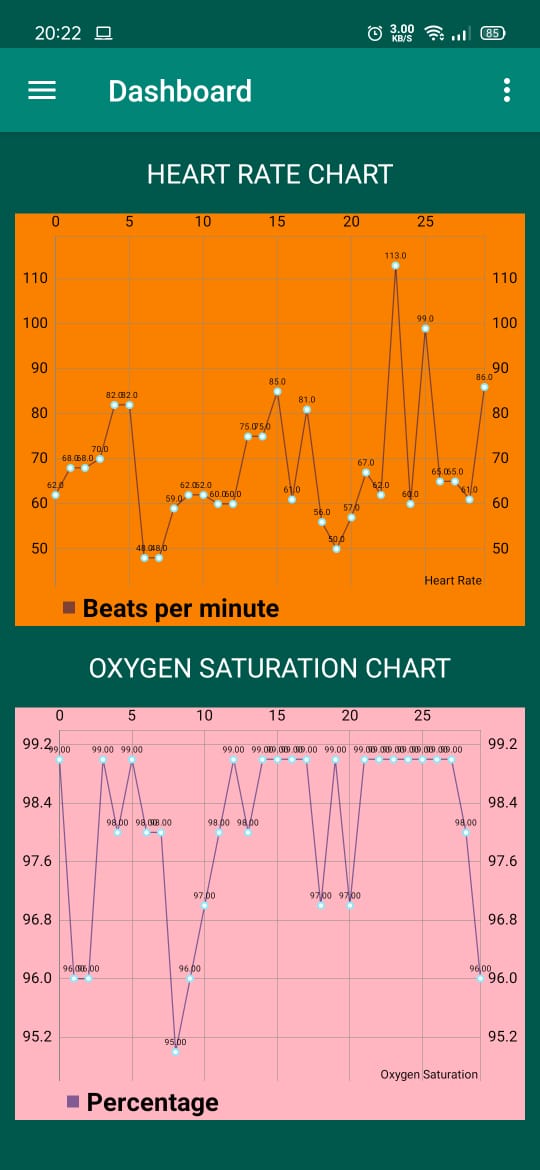 20:22 3.00 KB/S 85
Dashboard
HEART RATE CHART
0 5 10 15 20 25
113.0
110 110
100 99.0 100
90 90
86.0
85.0
82.0 82.0 81.0
80 80
75.0 75.0
70 70.0 70
68.0 68.0 67.0 65.0 65.0
62.0 62.0 62.0 61.0 62.0 61.0
60 59.0 60.0 60.0 60.0 60
56.0 57.0
50 48.0 48.0 50.0 50
Heart Rate
Beats per minute
OXYGEN SATURATION CHART
0 5 10 15 20 25
99.2 99.2
99.00 99.00 99.00 99.00 99.00 99.00 99.00 99.00 99.00 99.00 99.00 99.00 99.00 99.00 99.00 99.00
98.4 98.4
98.00 98.00 98.00 98.00 98.00 98.00
97.6 97.6
97.00 97.00 97.00
96.8 96.8
96.00 96.00 96.00 96.00
96.0 96.0
95.2 95.2
95.00
Oxygen Saturation
Percentage